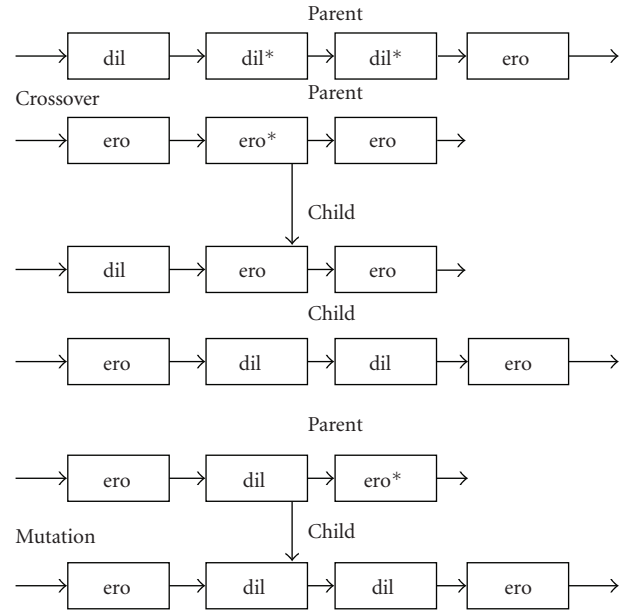 Parent
dil dil* dil* ero
Crossover Parent
ero ero* ero
Child
dil ero ero
Child
ero dil dil ero
Parent
ero dil ero*
Mutation Child
ero dil dil ero